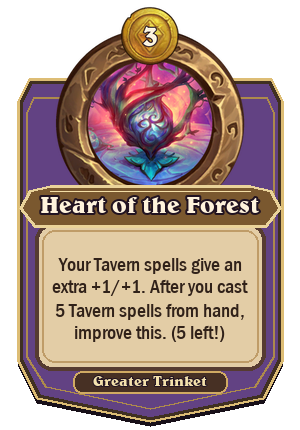 3
Heart of the Forest
Your Tavern spells give an
extra +1/+1. After you cast
5 Tavern spells from hand,
improve this. (5 left!)
Greater Trinket